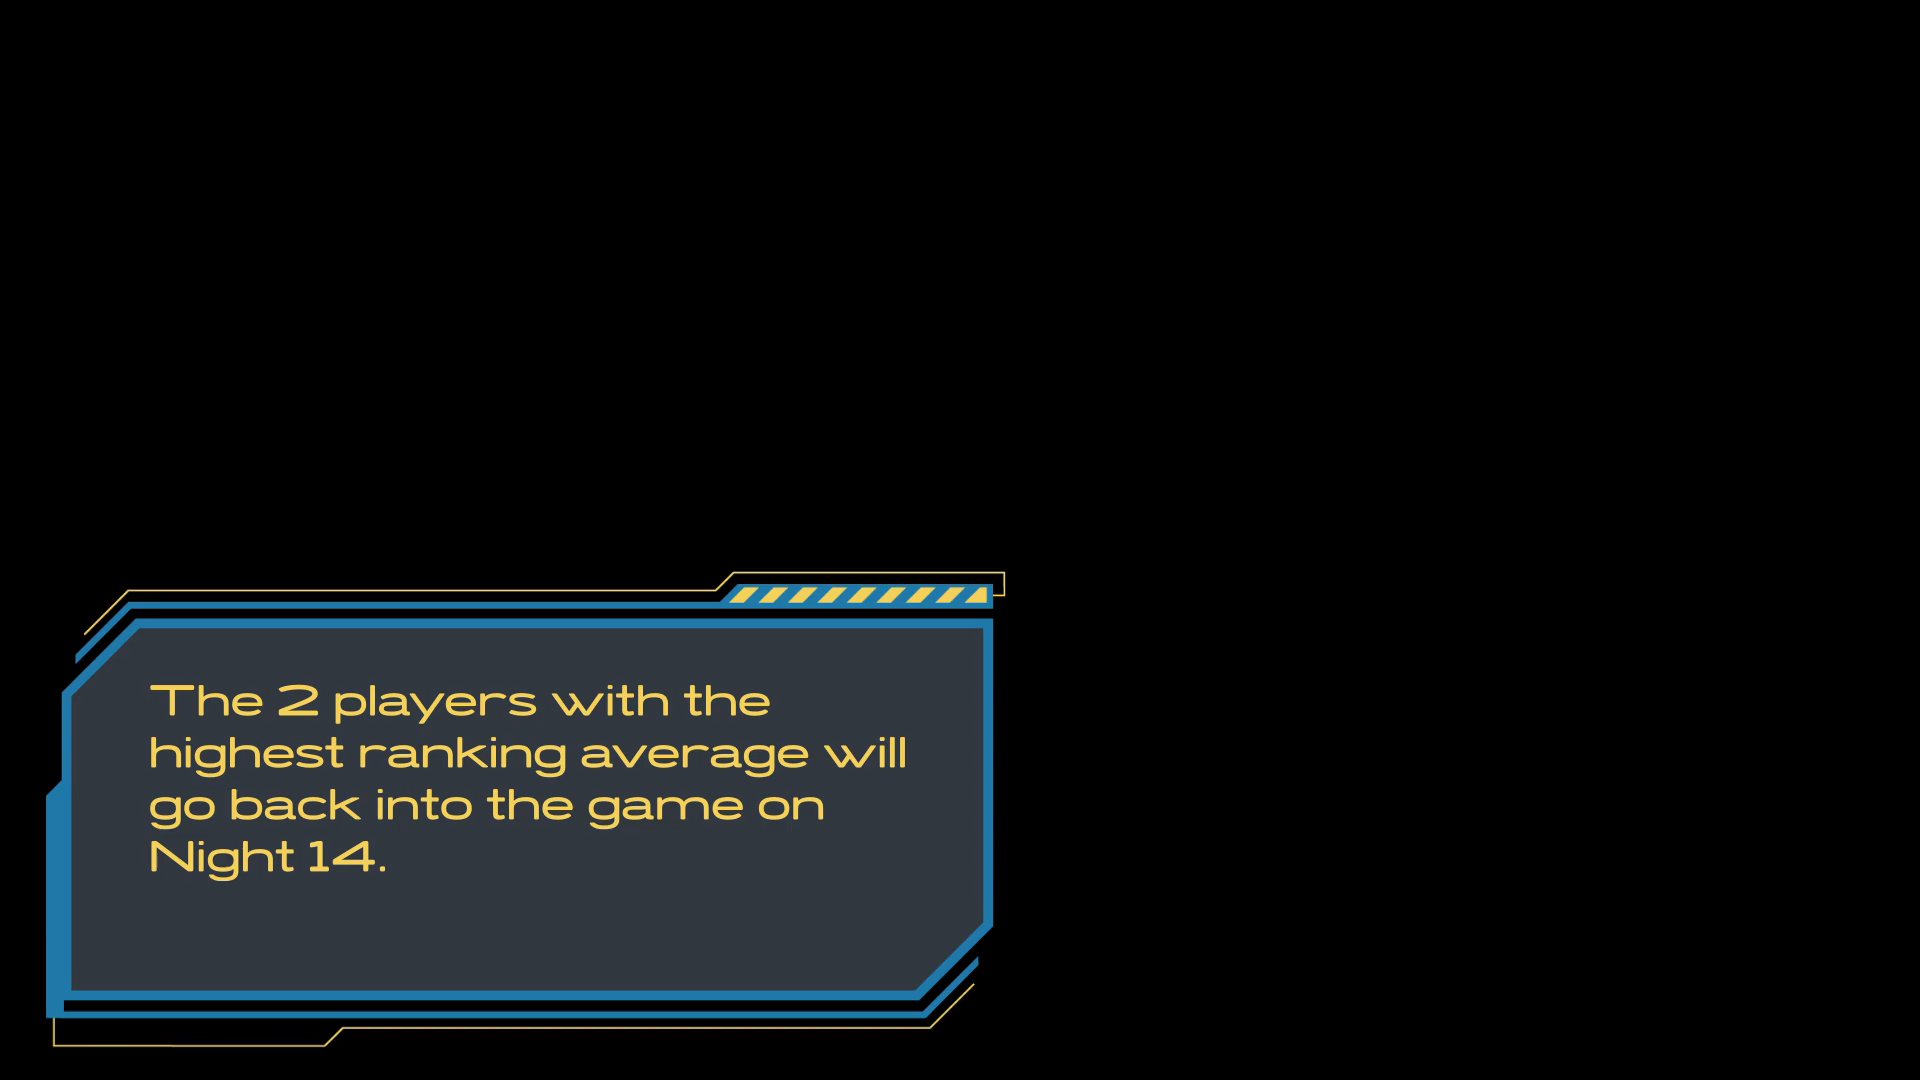 The 2 players with the
highest ranking average will
go back into the game on
Night 14.